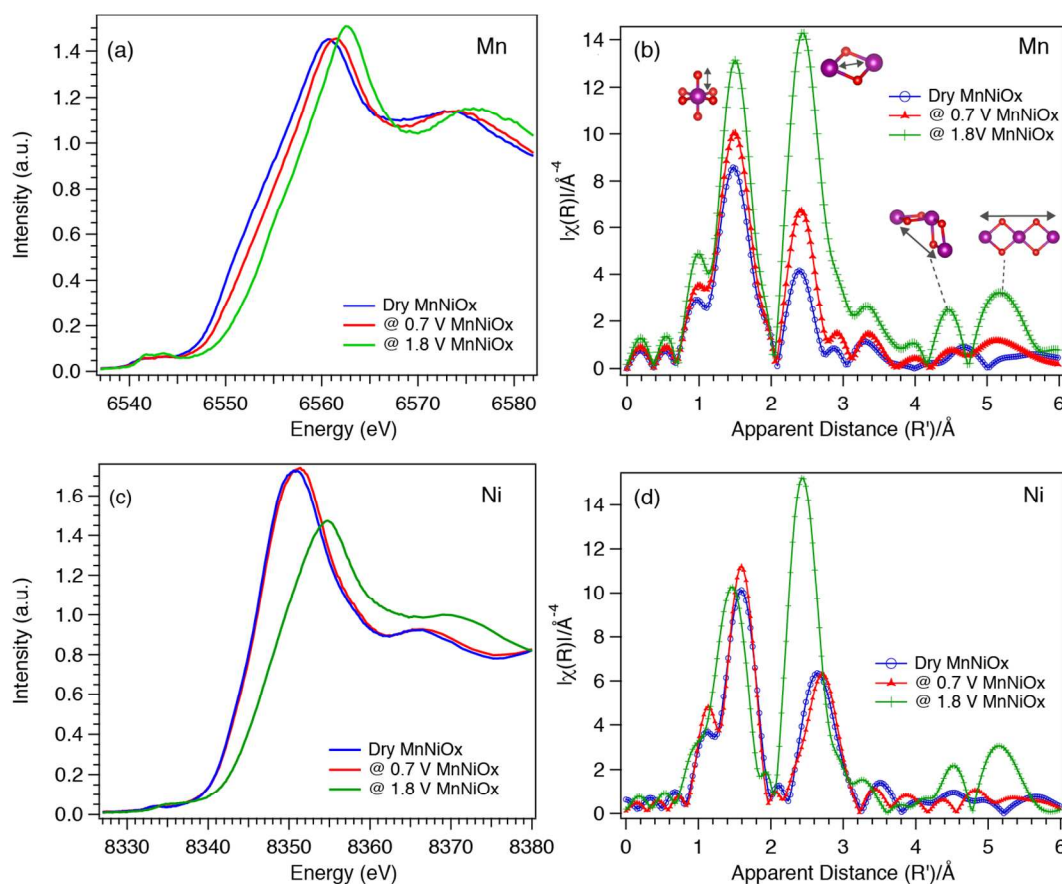 (a)
Mn
Intensity (a.u.)
1.4
1.2
1.0
0.8
0.6
0.4
0.2
0.0
Dry MnNiOx
@ 0.7 V MnNiOx
@ 1.8 V MnNiOx
6540 6550 6560 6570 6580
Energy (eV)
(b)
Mn
|χ(R)|/Å⁻⁴
14
12
10
8
6
4
2
0
Dry MnNiOx
@ 0.7 V MnNiOx
@ 1.8V MnNiOx
0 1 2 3 4 5 6
Apparent Distance (R')/Å
(c)
Ni
Intensity (a.u.)
1.6
1.4
1.2
1.0
0.8
0.6
0.4
0.2
0.0
Dry MnNiOx
@ 0.7 V MnNiOx
@ 1.8 V MnNiOx
8330 8340 8350 8360 8370 8380
Energy (eV)
(d)
Ni
|χ(R)|/Å⁻⁴
14
12
10
8
6
4
2
0
Dry MnNiOx
@ 0.7 V MnNiOx
@ 1.8 V MnNiOx
0 1 2 3 4 5 6
Apparent Distance (R')/Å